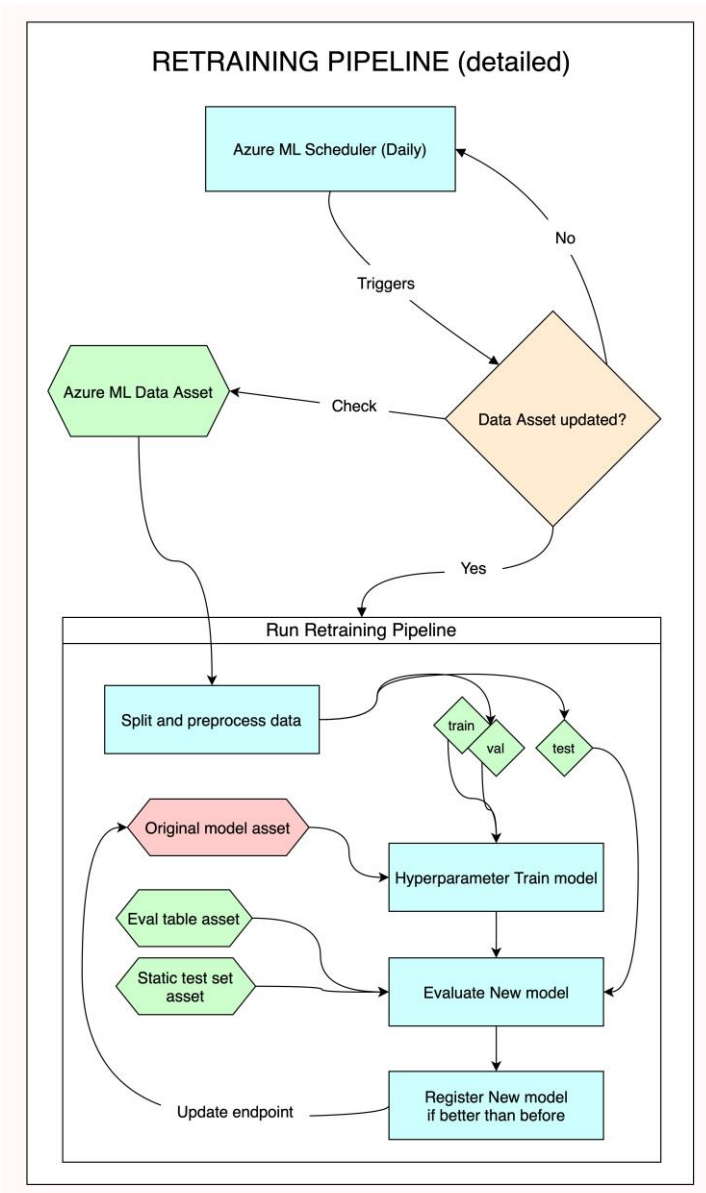 RETRAINING PIPELINE (detailed)
Azure ML Scheduler (Daily)
No
Triggers
Azure ML Data Asset
Check
Data Asset updated?
Yes
Run Retraining Pipeline
Split and preprocess data
train
val
test
Original model asset
Hyperparameter Train model
Eval table asset
Static test set
asset
Evaluate New model
Register New model
if better than before
Update endpoint